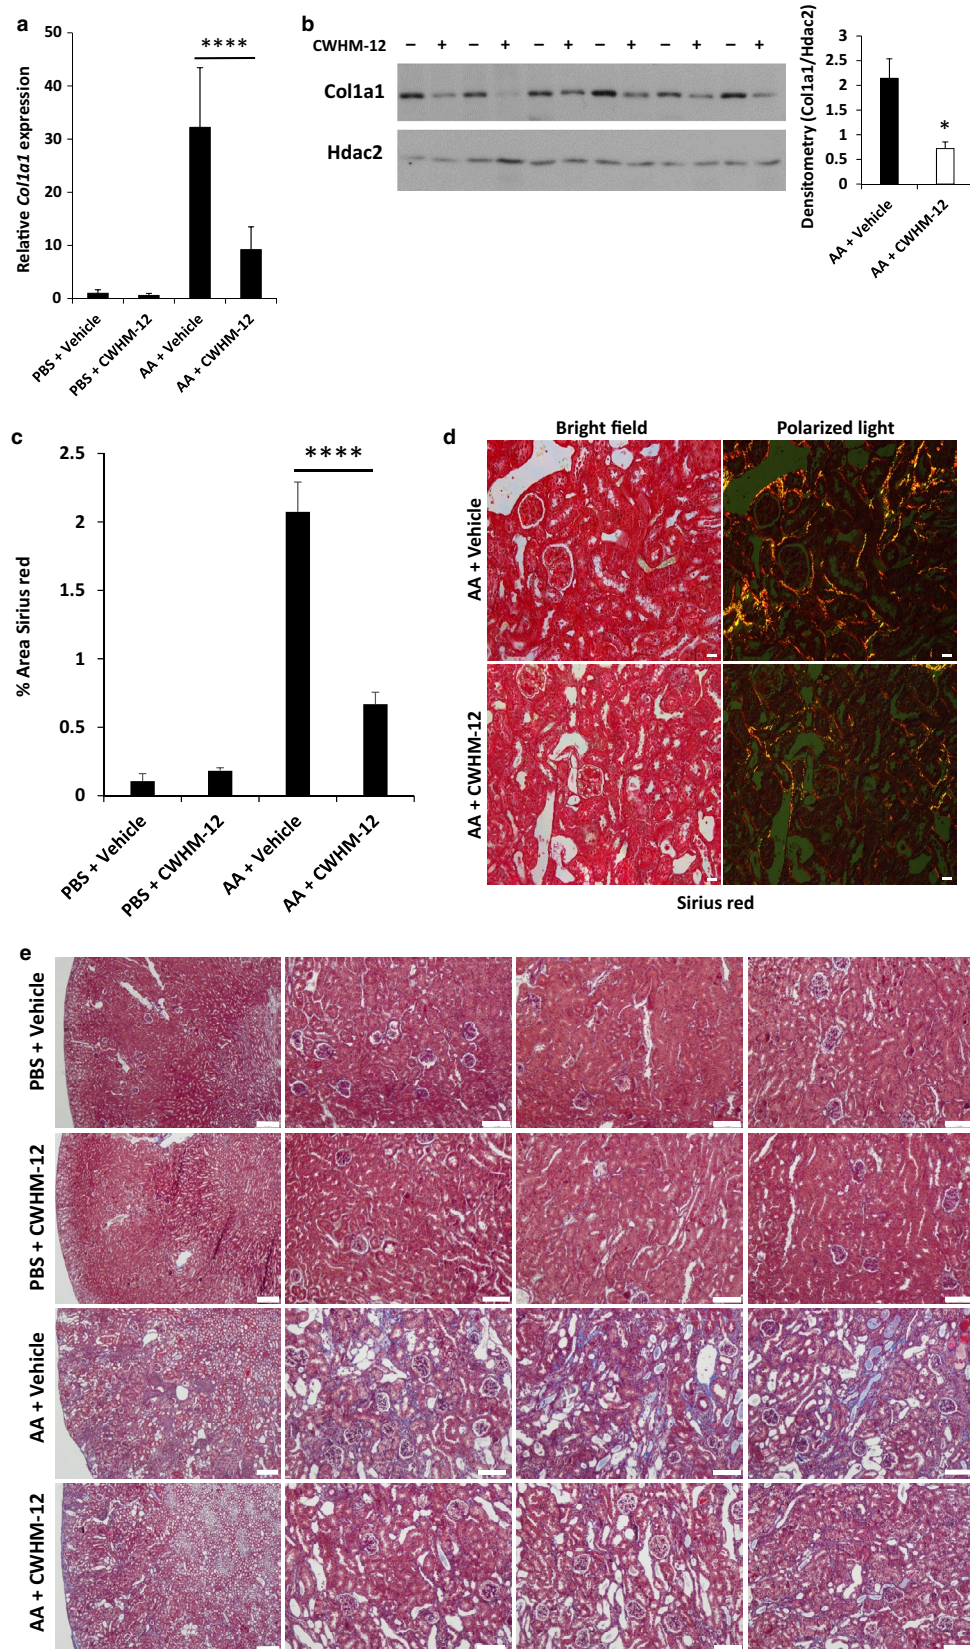 a
50
40
30
20
10
0
Relative Col1a1 expression
****
PBS + Vehicle
PBS + CWHM-12
AA + Vehicle
AA + CWHM-12
b
CWHM-12 – + – + – + – + – + – +
Col1a1
Hdac2
3
2.5
2
1.5
1
0.5
0
Densitometry (Col1a1/Hdac2)
*
AA + Vehicle
AA + CWHM-12
c
2.5
2
1.5
1
0.5
0
% Area Sirius red
****
PBS + Vehicle
PBS + CWHM-12
AA + Vehicle
AA + CWHM-12
d
Bright field
Polarized light
AA + Vehicle
AA + CWHM-12
Sirius red
e
PBS + Vehicle
PBS + CWHM-12
AA + Vehicle
AA + CWHM-12